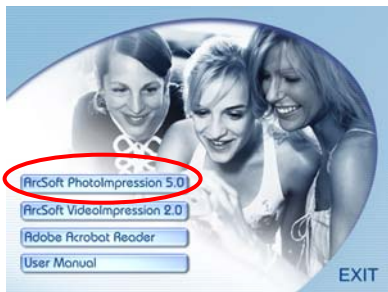 ArcSoft PhotoImpression 5.0
ArcSoft VideoImpression 2.0
Adobe Acrobat Reader
User Manual
EXIT